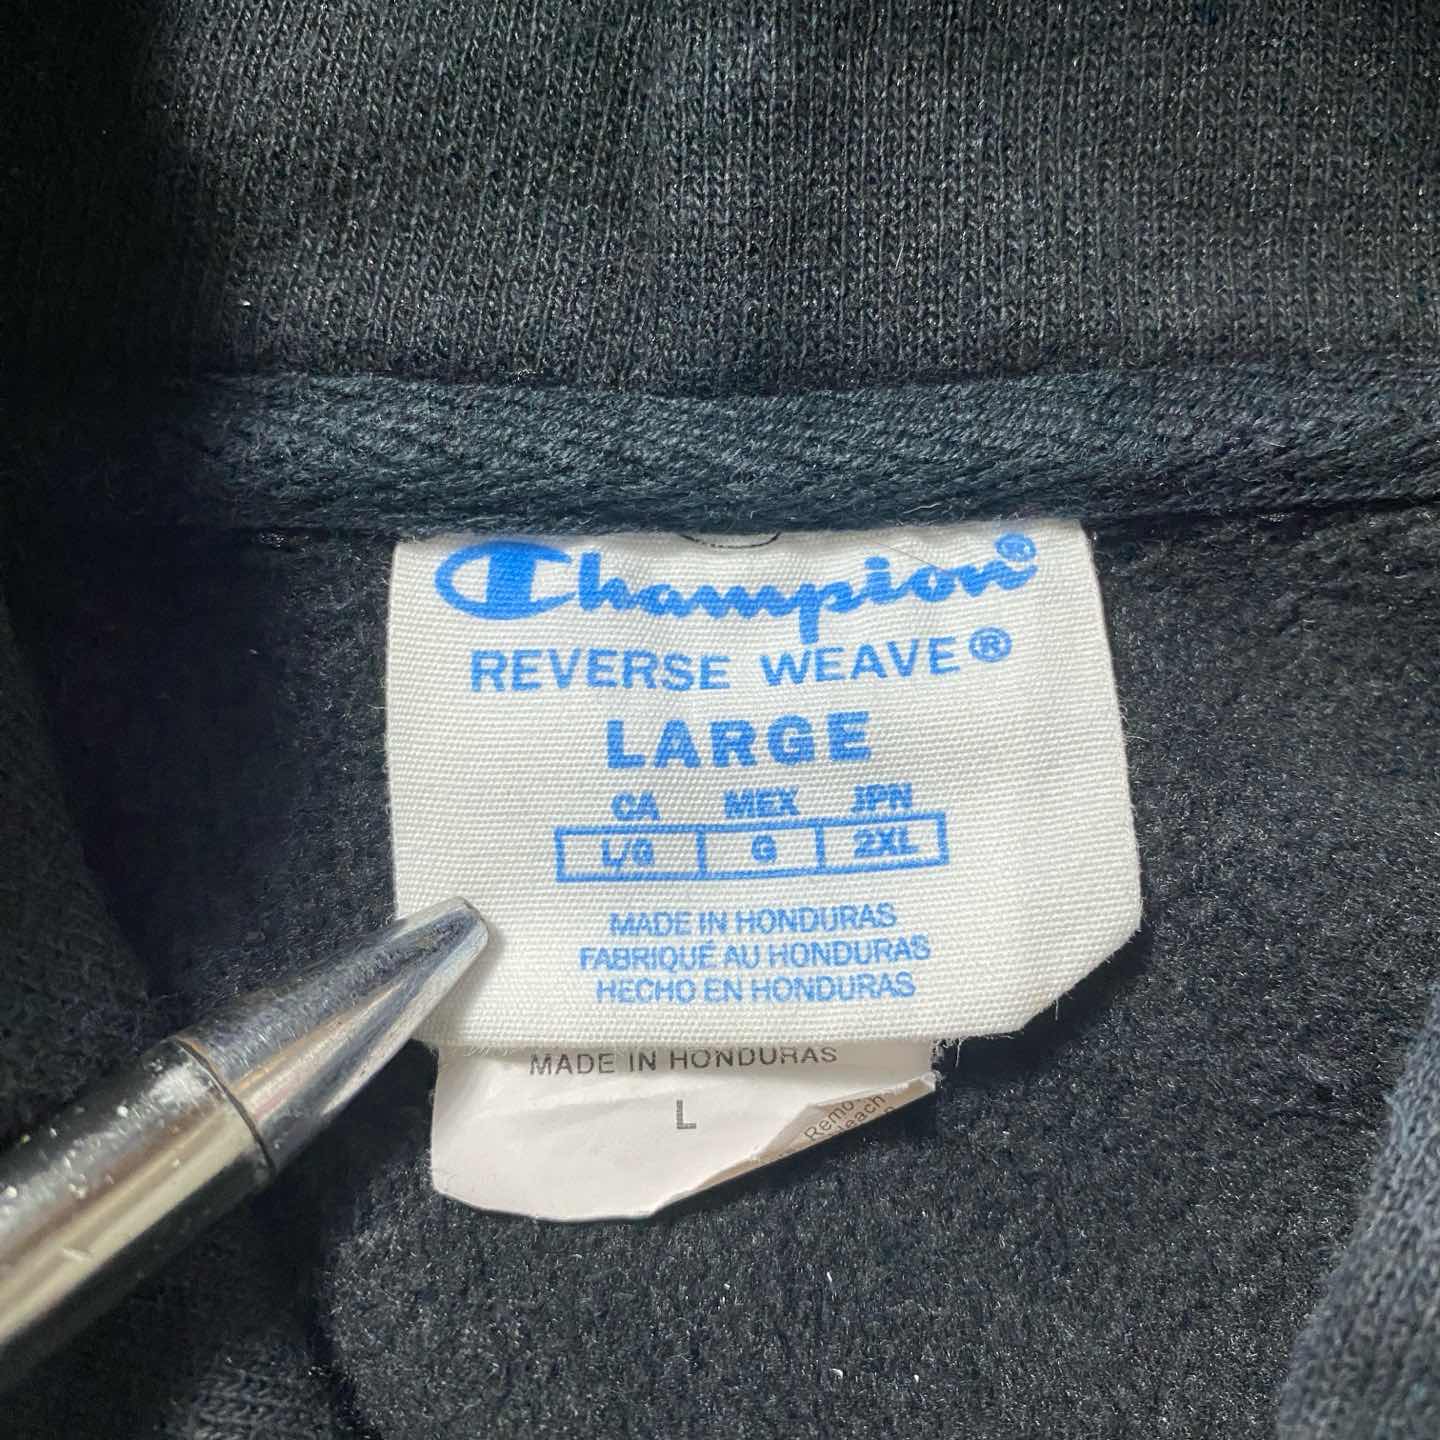 Champion®
REVERSE WEAVE®
LARGE
CA MEX JPN
L/G G 2XL
MADE IN HONDURAS
FABRIQUÉ AU HONDURAS
HECHO EN HONDURAS
MADE IN HONDURAS
L